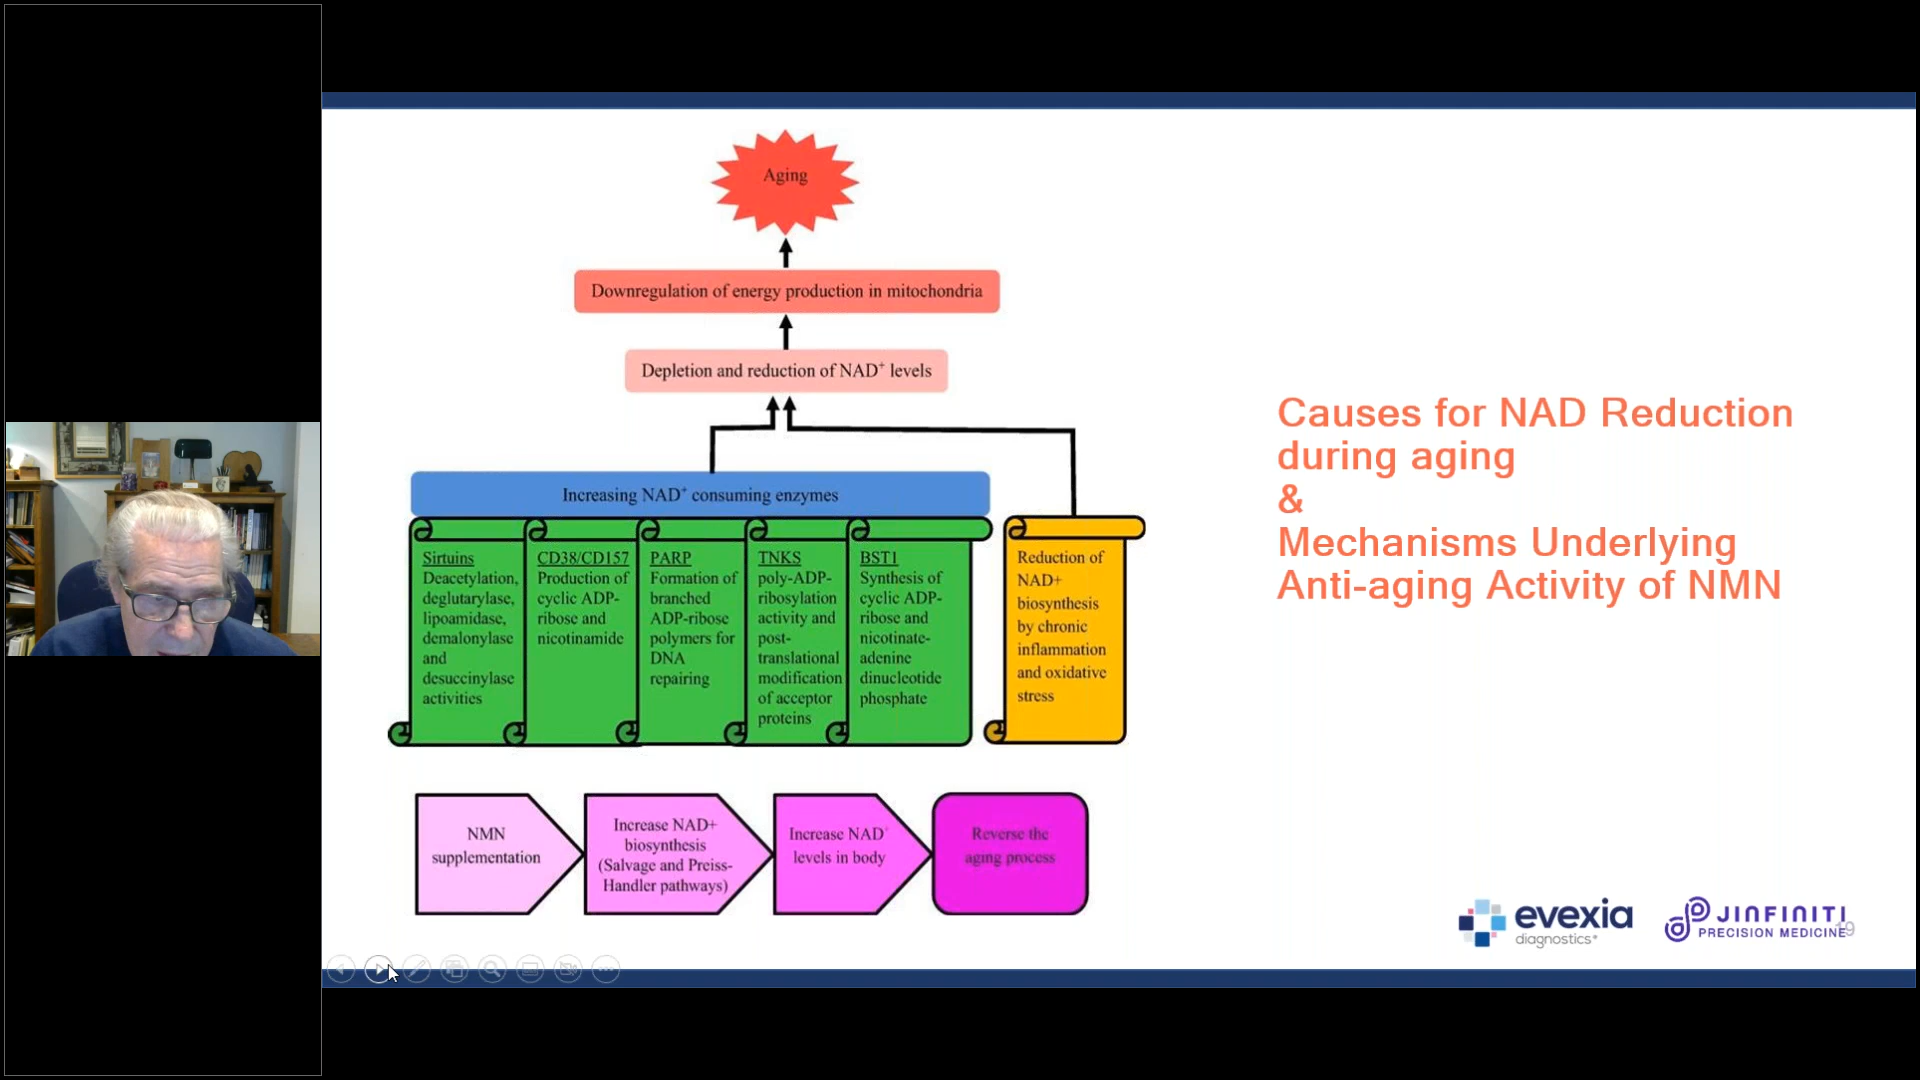 Aging
Downregulation of energy production in mitochondria
Depletion and reduction of NAD⁺ levels
Increasing NAD⁺ consuming enzymes
Sirtuins
Deacetylation,
deglutarylase,
lipoamidase,
demalonylase
and
desuccinylase
activities
CD38/CD157
Production of
cyclic ADP-
ribose and
nicotinamide
PARP
Formation of
branched
ADP-ribose
polymers for
DNA
repairing
TNKS
poly-ADP-
ribosylation
activity and
post-
translational
modification
of acceptor
proteins
BST1
Synthesis of
cyclic ADP-
ribose and
nicotinate-
adenine
dinucleotide
phosphate
Reduction of
NAD+
biosynthesis
by chronic
inflammation
and oxidative
stress
NMN
supplementation
Increase NAD+
biosynthesis
(Salvage and Preiss-
Handler pathways)
Increase NAD⁺
levels in body
Reverse the
aging process
Causes for NAD Reduction
during aging
&
Mechanisms Underlying
Anti-aging Activity of NMN
evexia
diagnostics®
JINFINITI
PRECISION MEDICINE
19